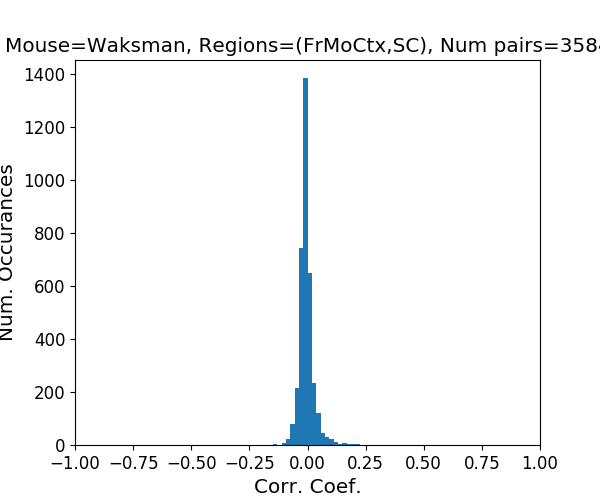 Mouse=Waksman, Regions=(FrMoCtx,SC), Num pairs=358
Num. Occurances
1400
1200
1000
800
600
400
200
0
−1.00 −0.75 −0.50 −0.25 0.00 0.25 0.50 0.75 1.00
Corr. Coef.